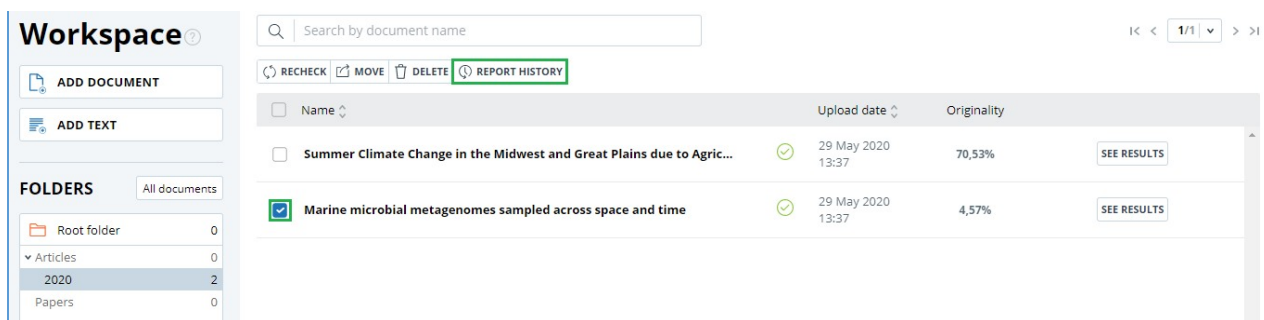 Workspace
ADD DOCUMENT
ADD TEXT
FOLDERS All documents
Root folder 0
Articles 0
2020 2
Papers 0
Search by document name
1/1
RECHECK MOVE DELETE REPORT HISTORY
Name Upload date Originality
Summer Climate Change in the Midwest and Great Plains due to Agric... 29 May 2020 70,53% SEE RESULTS
13:37
Marine microbial metagenomes sampled across space and time 29 May 2020 4,57% SEE RESULTS
13:37